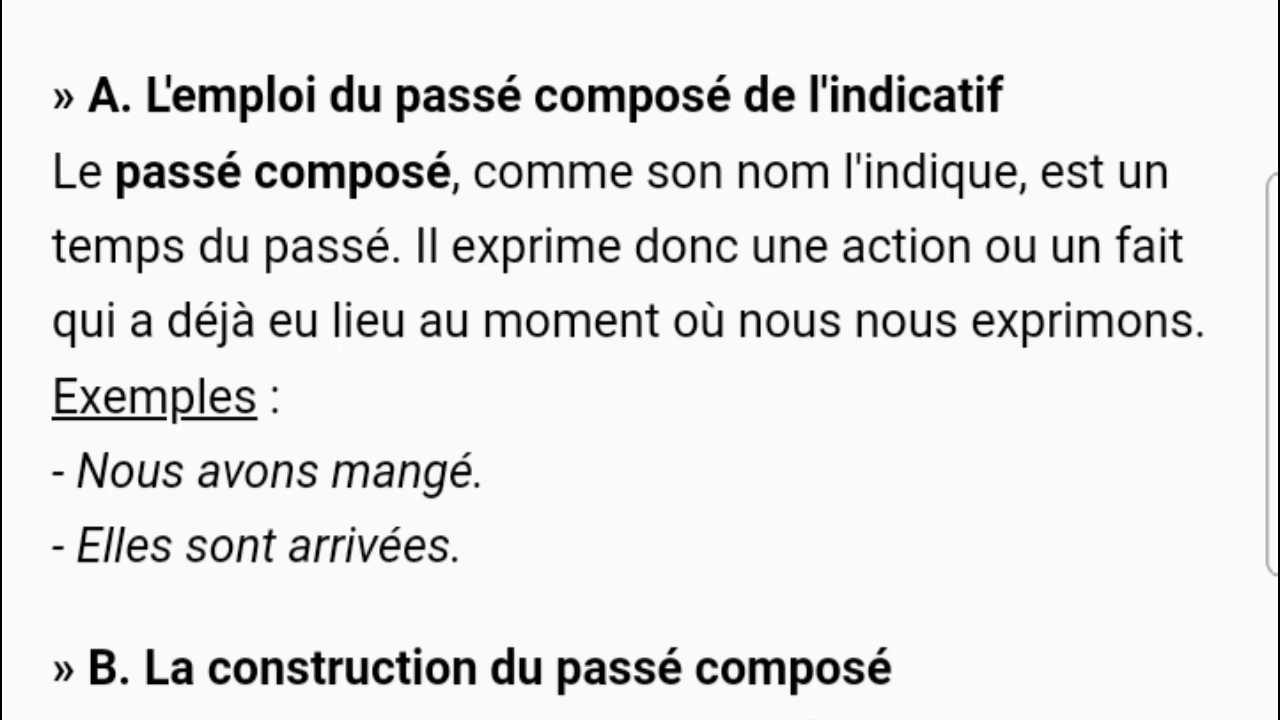 » A. L'emploi du passé composé de l'indicatif
Le passé composé, comme son nom l'indique, est un
temps du passé. Il exprime donc une action ou un fait
qui a déjà eu lieu au moment où nous nous exprimons.
Exemples :
- Nous avons mangé.
- Elles sont arrivées.
» B. La construction du passé composé